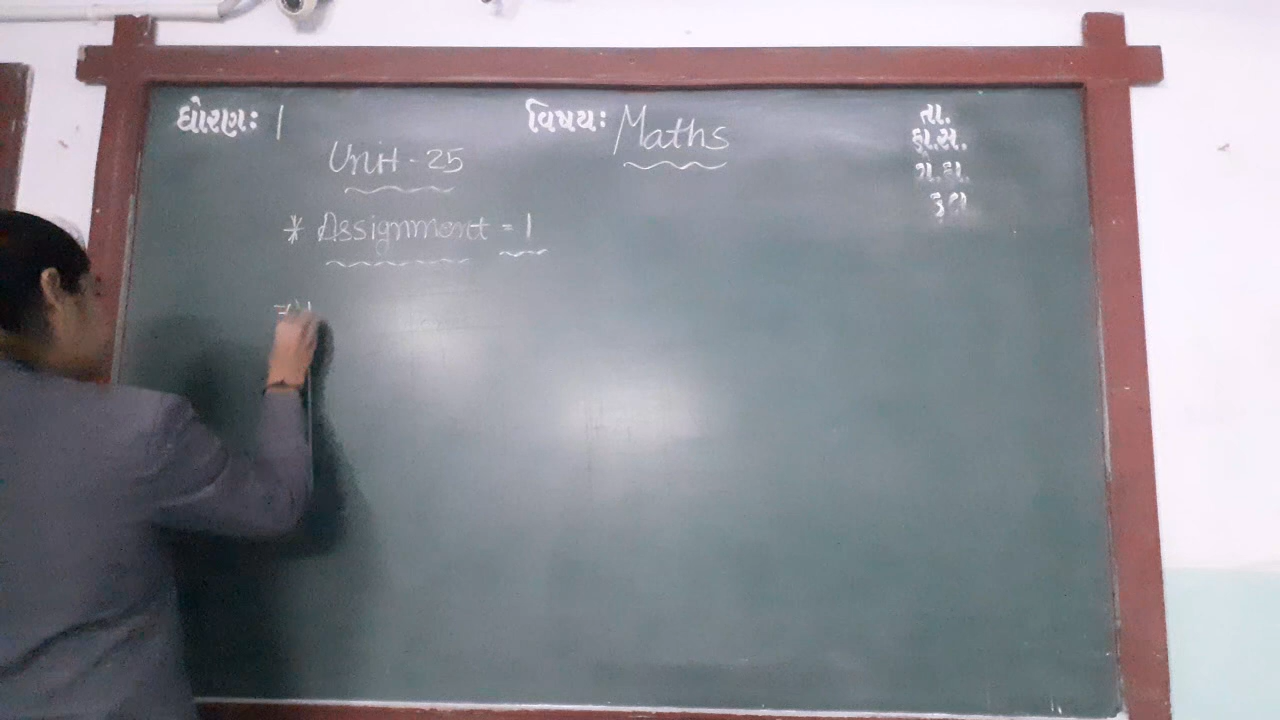 ધોરણ: 1 વિષય: Maths તા.
ક્રા.સ.
ગ.હા.
કુલ
Unit - 25
* Assignment = 1